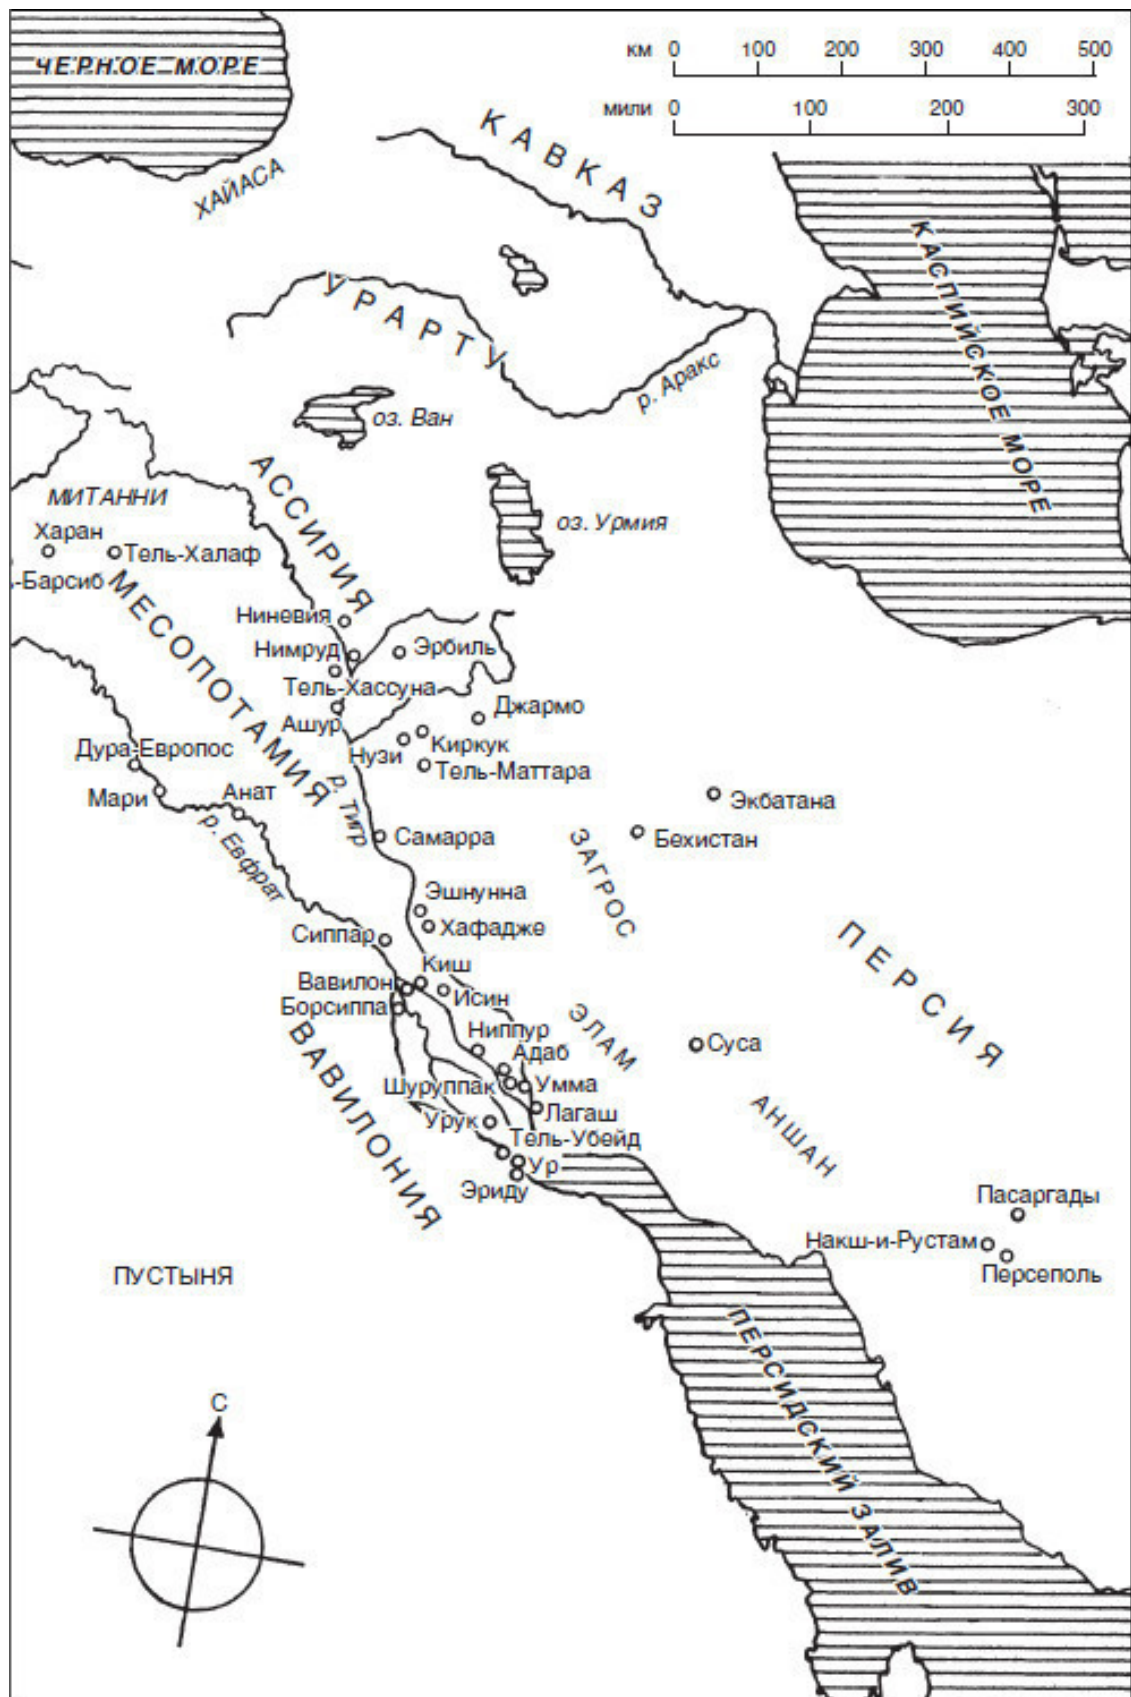 км 0 100 200 300 400 500
ЧЕРНОЕ МОРЕ
мили 0 100 200 300
КАВКАЗ
ХАЙАСА
КАСПИЙСКОЕ МОРЕ
УРАРТУ
р. Аракс
оз. Ван
АССИРИЯ
МИТАННИ
оз. Урмия
Харан
Тель-Халаф
-Барсиб
МЕСОПОТАМИЯ
Ниневия
Нимруд
Эрбиль
Тель-Хассуна
Джармо
Ашур
Киркук
Нузи
Дура-Европос
Тель-Маттара
Мари
Анат
р. Тигр
Экбатана
р. Евфрат
Самарра
Бехистан
ЗАГРОС
Эшнунна
Хафадже
Сиппар
ПЕРСИЯ
Киш
Вавилон
Исин
Борсиппа
ЭЛАМ
ВАВИЛОНИЯ
Ниппур
Суса
Адаб
Шуруппак
Умма
АНШАН
Лагаш
Урук
Тель-Убейд
Ур
Эриду
Пасаргады
Накш-и-Рустам
Персеполь
ПУСТЫНЯ
ПЕРСИДСКИЙ ЗАЛИВ
С